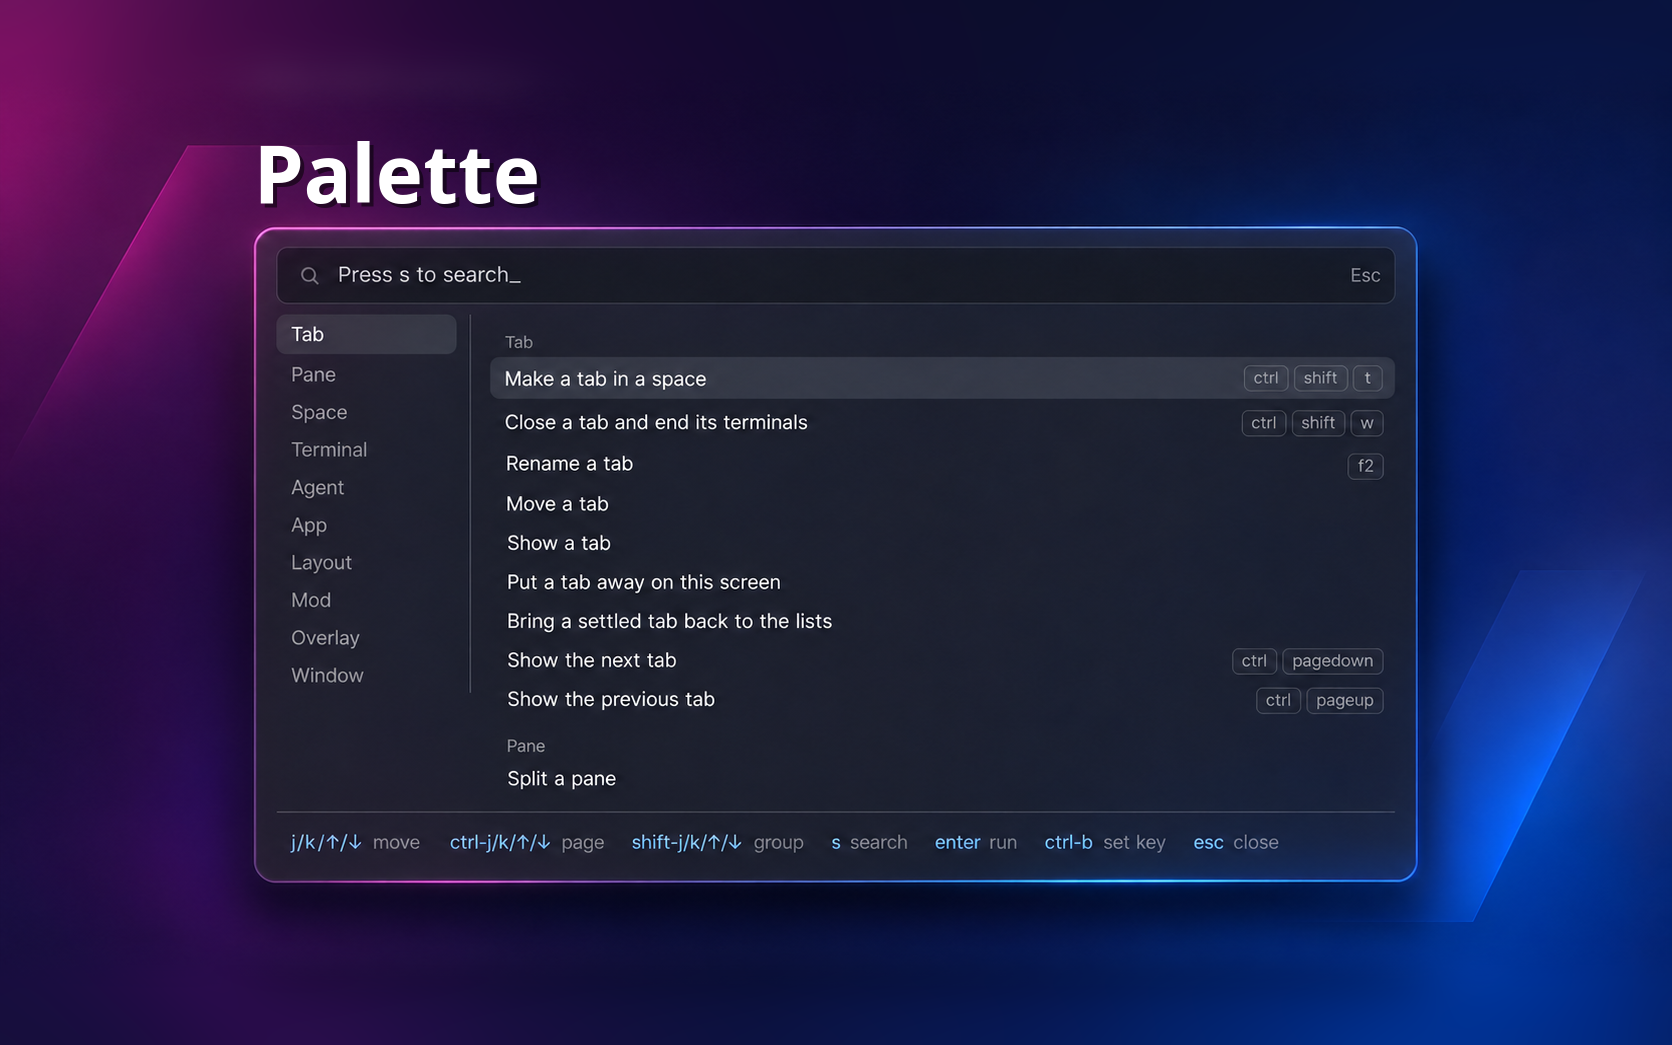 Palette
Press s to search_ Esc
Tab
Pane
Space
Terminal
Agent
App
Layout
Mod
Overlay
Window
Tab
Make a tab in a space ctrl shift t
Close a tab and end its terminals ctrl shift w
Rename a tab f2
Move a tab
Show a tab
Put a tab away on this screen
Bring a settled tab back to the lists
Show the next tab ctrl pagedown
Show the previous tab ctrl pageup
Pane
Split a pane
j/k/↑/↓ move ctrl-j/k/↑/↓ page shift-j/k/↑/↓ group s search enter run ctrl-b set key esc close